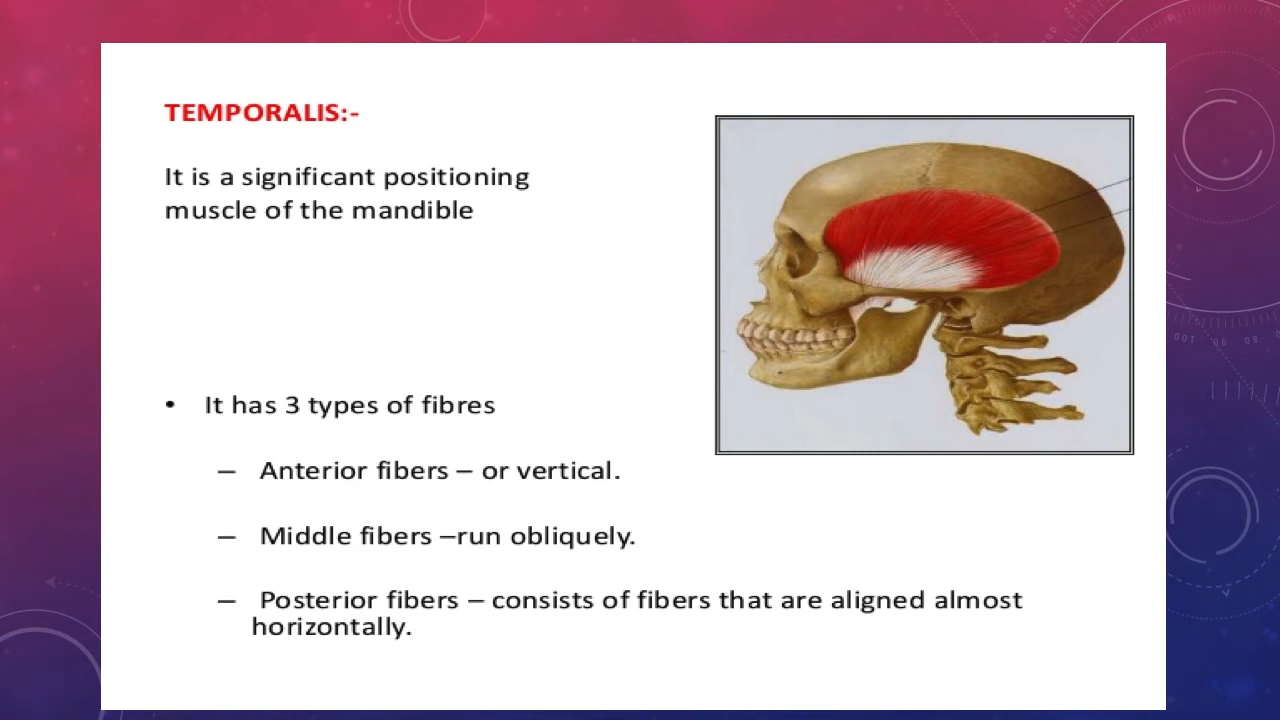 TEMPORALIS:-
It is a significant positioning
muscle of the mandible
• It has 3 types of fibres
– Anterior fibers – or vertical.
– Middle fibers –run obliquely.
– Posterior fibers – consists of fibers that are aligned almost
horizontally.